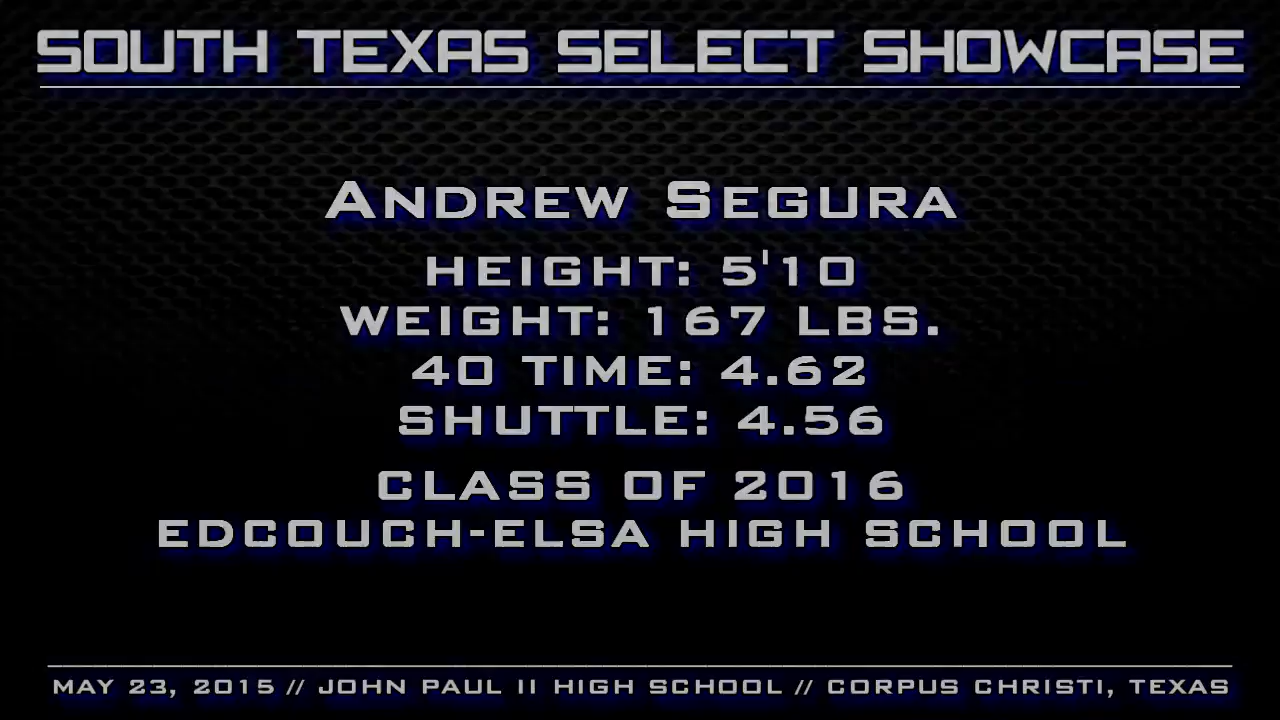 SOUTH TEXAS SELECT SHOWCASE
ANDREW SEGURA
HEIGHT: 5'10
WEIGHT: 167 LBS.
40 TIME: 4.62
SHUTTLE: 4.56
CLASS OF 2016
EDCOUCH-ELSA HIGH SCHOOL
MAY 23, 2015 // JOHN PAUL II HIGH SCHOOL // CORPUS CHRISTI, TEXAS